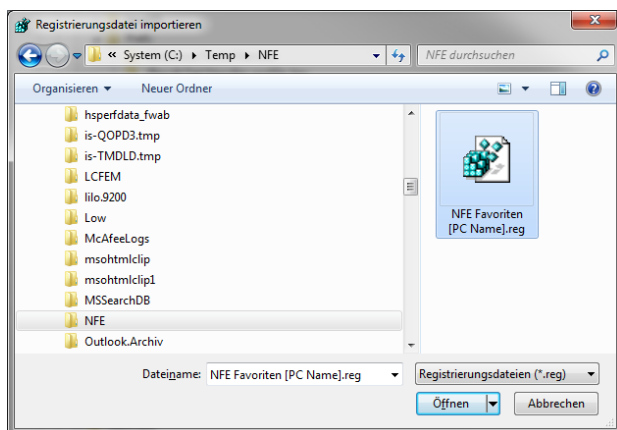 Registrierungsdatei importieren
« System (C:) ▸ Temp ▸ NFE
NFE durchsuchen
Organisieren ▾ Neuer Ordner
hsperfdata_fwab
is-QOPD3.tmp
is-TMDLD.tmp
LCFEM
lilo.9200
Low
McAfeeLogs
msohtmlclip
msohtmlclip1
MSSearchDB
NFE
Outlook.Archiv
NFE Favoriten
[PC Name].reg
Dateiname: NFE Favoriten [PC Name].reg
Registrierungsdateien (*.reg)
Öffnen
Abbrechen